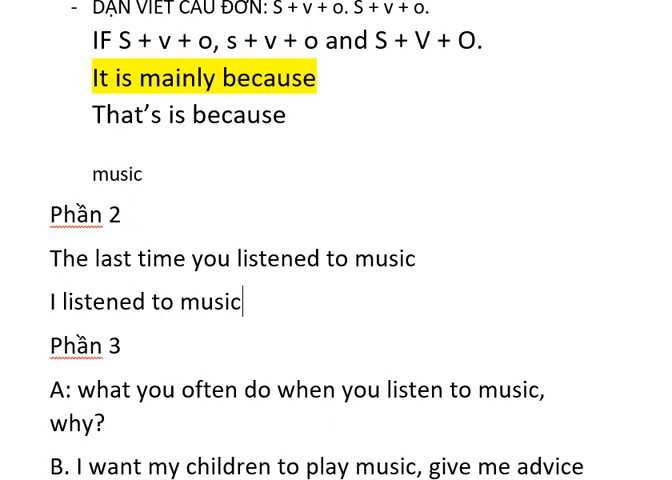 - DẶN VIẾT CÂU ĐƠN: S + v + o. S + v + o.
IF S + v + o, s + v + o and S + V + O.
It is mainly because
That’s is because
music
Phần 2
The last time you listened to music
I listened to music
Phần 3
A: what you often do when you listen to music,
why?
B. I want my children to play music, give me advice